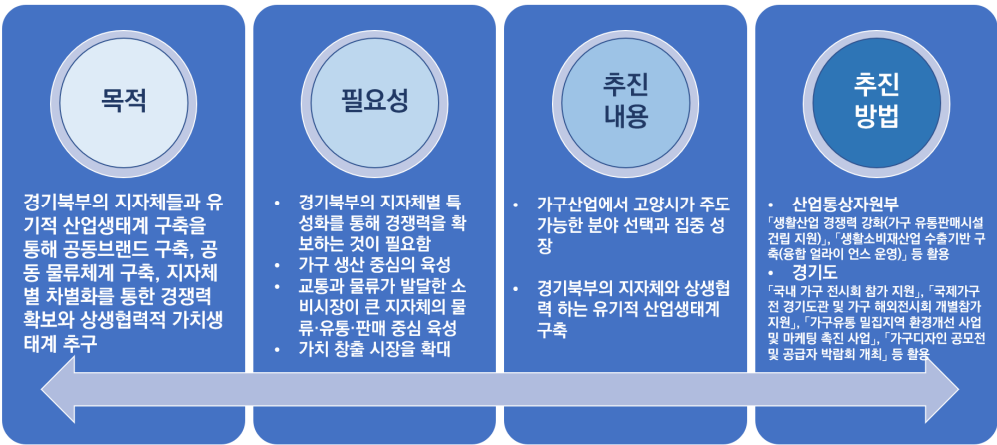 목적
경기북부의 지자체들과 유
기적 산업생태계 구축을
통해 공동브랜드 구축, 공
동 물류체계 구축, 지자체
별 차별화를 통한 경쟁력
확보와 상생협력적 가치생
태계 추구
필요성
• 경기북부의 지자체별 특
성화를 통해 경쟁력을 확
보하는 것이 필요함
• 가구 생산 중심의 육성
• 교통과 물류가 발달한 소
비시장이 큰 지자체의 물
류·유통·판매 중심 육성
• 가치 창출 시장을 확대
추진
내용
• 가구산업에서 고양시가 주도
가능한 분야 선택과 집중 성
장
• 경기북부의 지자체와 상생협
력 하는 유기적 산업생태계
구축
추진
방법
• 산업통상자원부
「생활산업 경쟁력 강화(가구 유통판매시설
건립 지원)」, 「생활소비재산업 수출기반 구
축(융합 얼라이 언스 운영)」 등 활용
• 경기도
「국내 가구 전시회 참가 지원」, 「국제가구
전 경기도관 및 가구 해외전시회 개별참가
지원」, 「가구유통 밀집지역 환경개선 사업
및 마케팅 촉진 사업」, 「가구디자인 공모전
및 공급자 박람회 개최」 등 활용